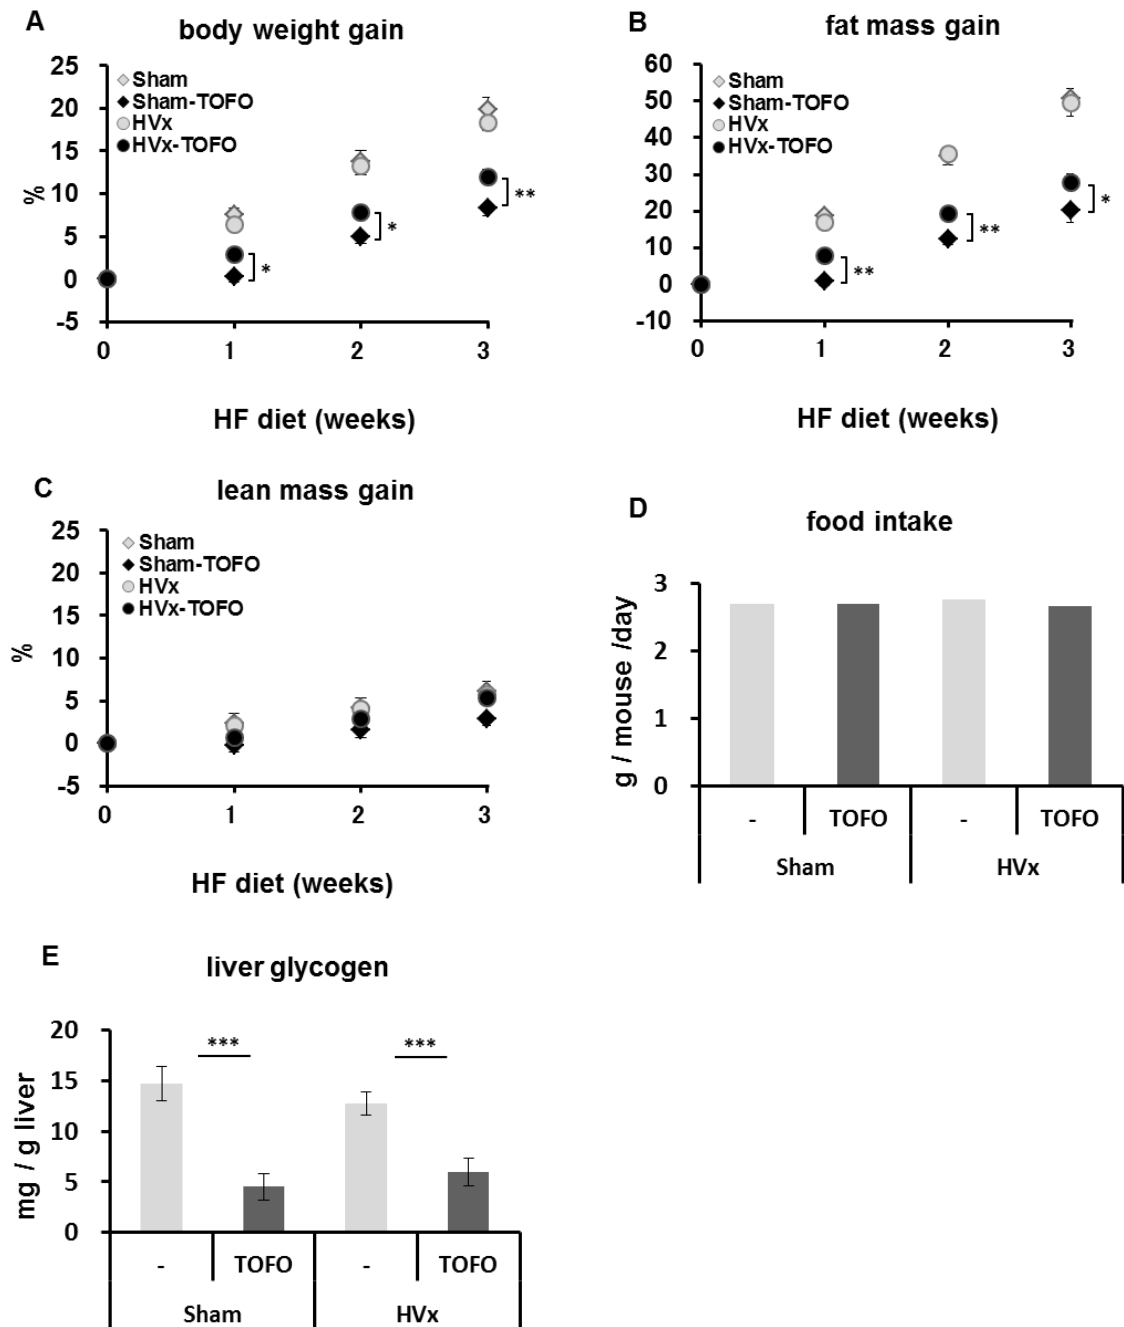 A
body weight gain
25
20
15
10
5
0
-5
%
Sham
Sham-TOFO
HVx
HVx-TOFO
*
*
**
0 1 2 3
HF diet (weeks)
B
fat mass gain
60
50
40
30
20
10
0
-10
Sham
Sham-TOFO
HVx
HVx-TOFO
**
**
*
0 1 2 3
HF diet (weeks)
C
lean mass gain
25
20
15
10
5
0
-5
%
Sham
Sham-TOFO
HVx
HVx-TOFO
0 1 2 3
HF diet (weeks)
D
food intake
g / mouse /day
3
2
1
0
- TOFO - TOFO
Sham HVx
E
liver glycogen
mg / g liver
20
15
10
5
0
*** ***
- TOFO - TOFO
Sham HVx